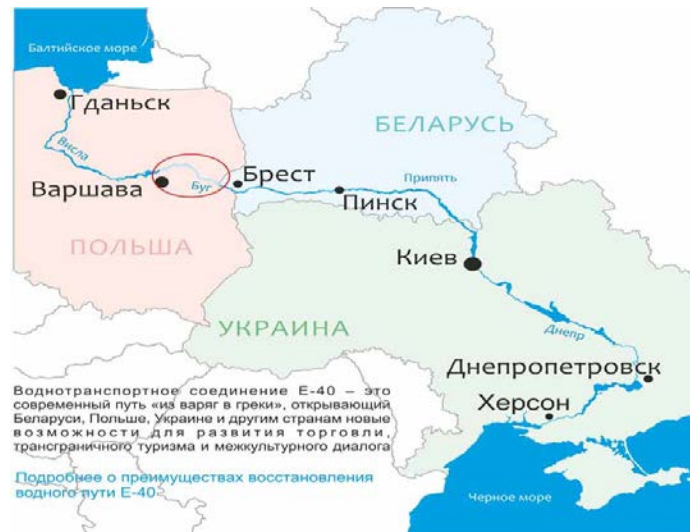 Балтийское море
Гданьск
БЕЛАРУСЬ
Висла
Брест
Припять
Варшава
Буг
Пинск
ПОЛЬША
Киев
УКРАИНА
Днепр
Днепропетровск
Херсон
Воднотранспортное соединение Е-40 – это
современный путь «из варяг в греки», открывающий
Беларуси, Польше, Украине и другим странам новые
возможности для развития торговли,
трансграничного туризма и межкультурного диалога
Подробнее о преимуществах восстановления
водного пути Е-40
Черное море